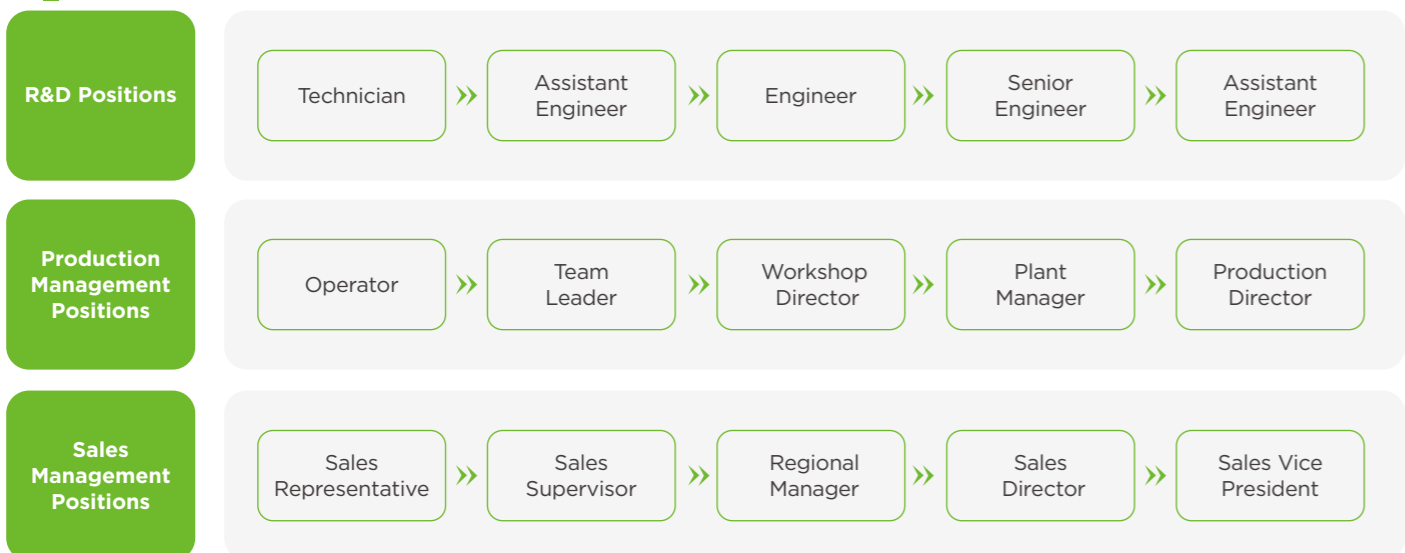 R&D Positions
Technician
Assistant
Engineer
Engineer
Senior
Engineer
Assistant
Engineer
Production
Management
Positions
Operator
Team
Leader
Workshop
Director
Plant
Manager
Production
Director
Sales
Management
Positions
Sales
Representative
Sales
Supervisor
Regional
Manager
Sales
Director
Sales Vice
President